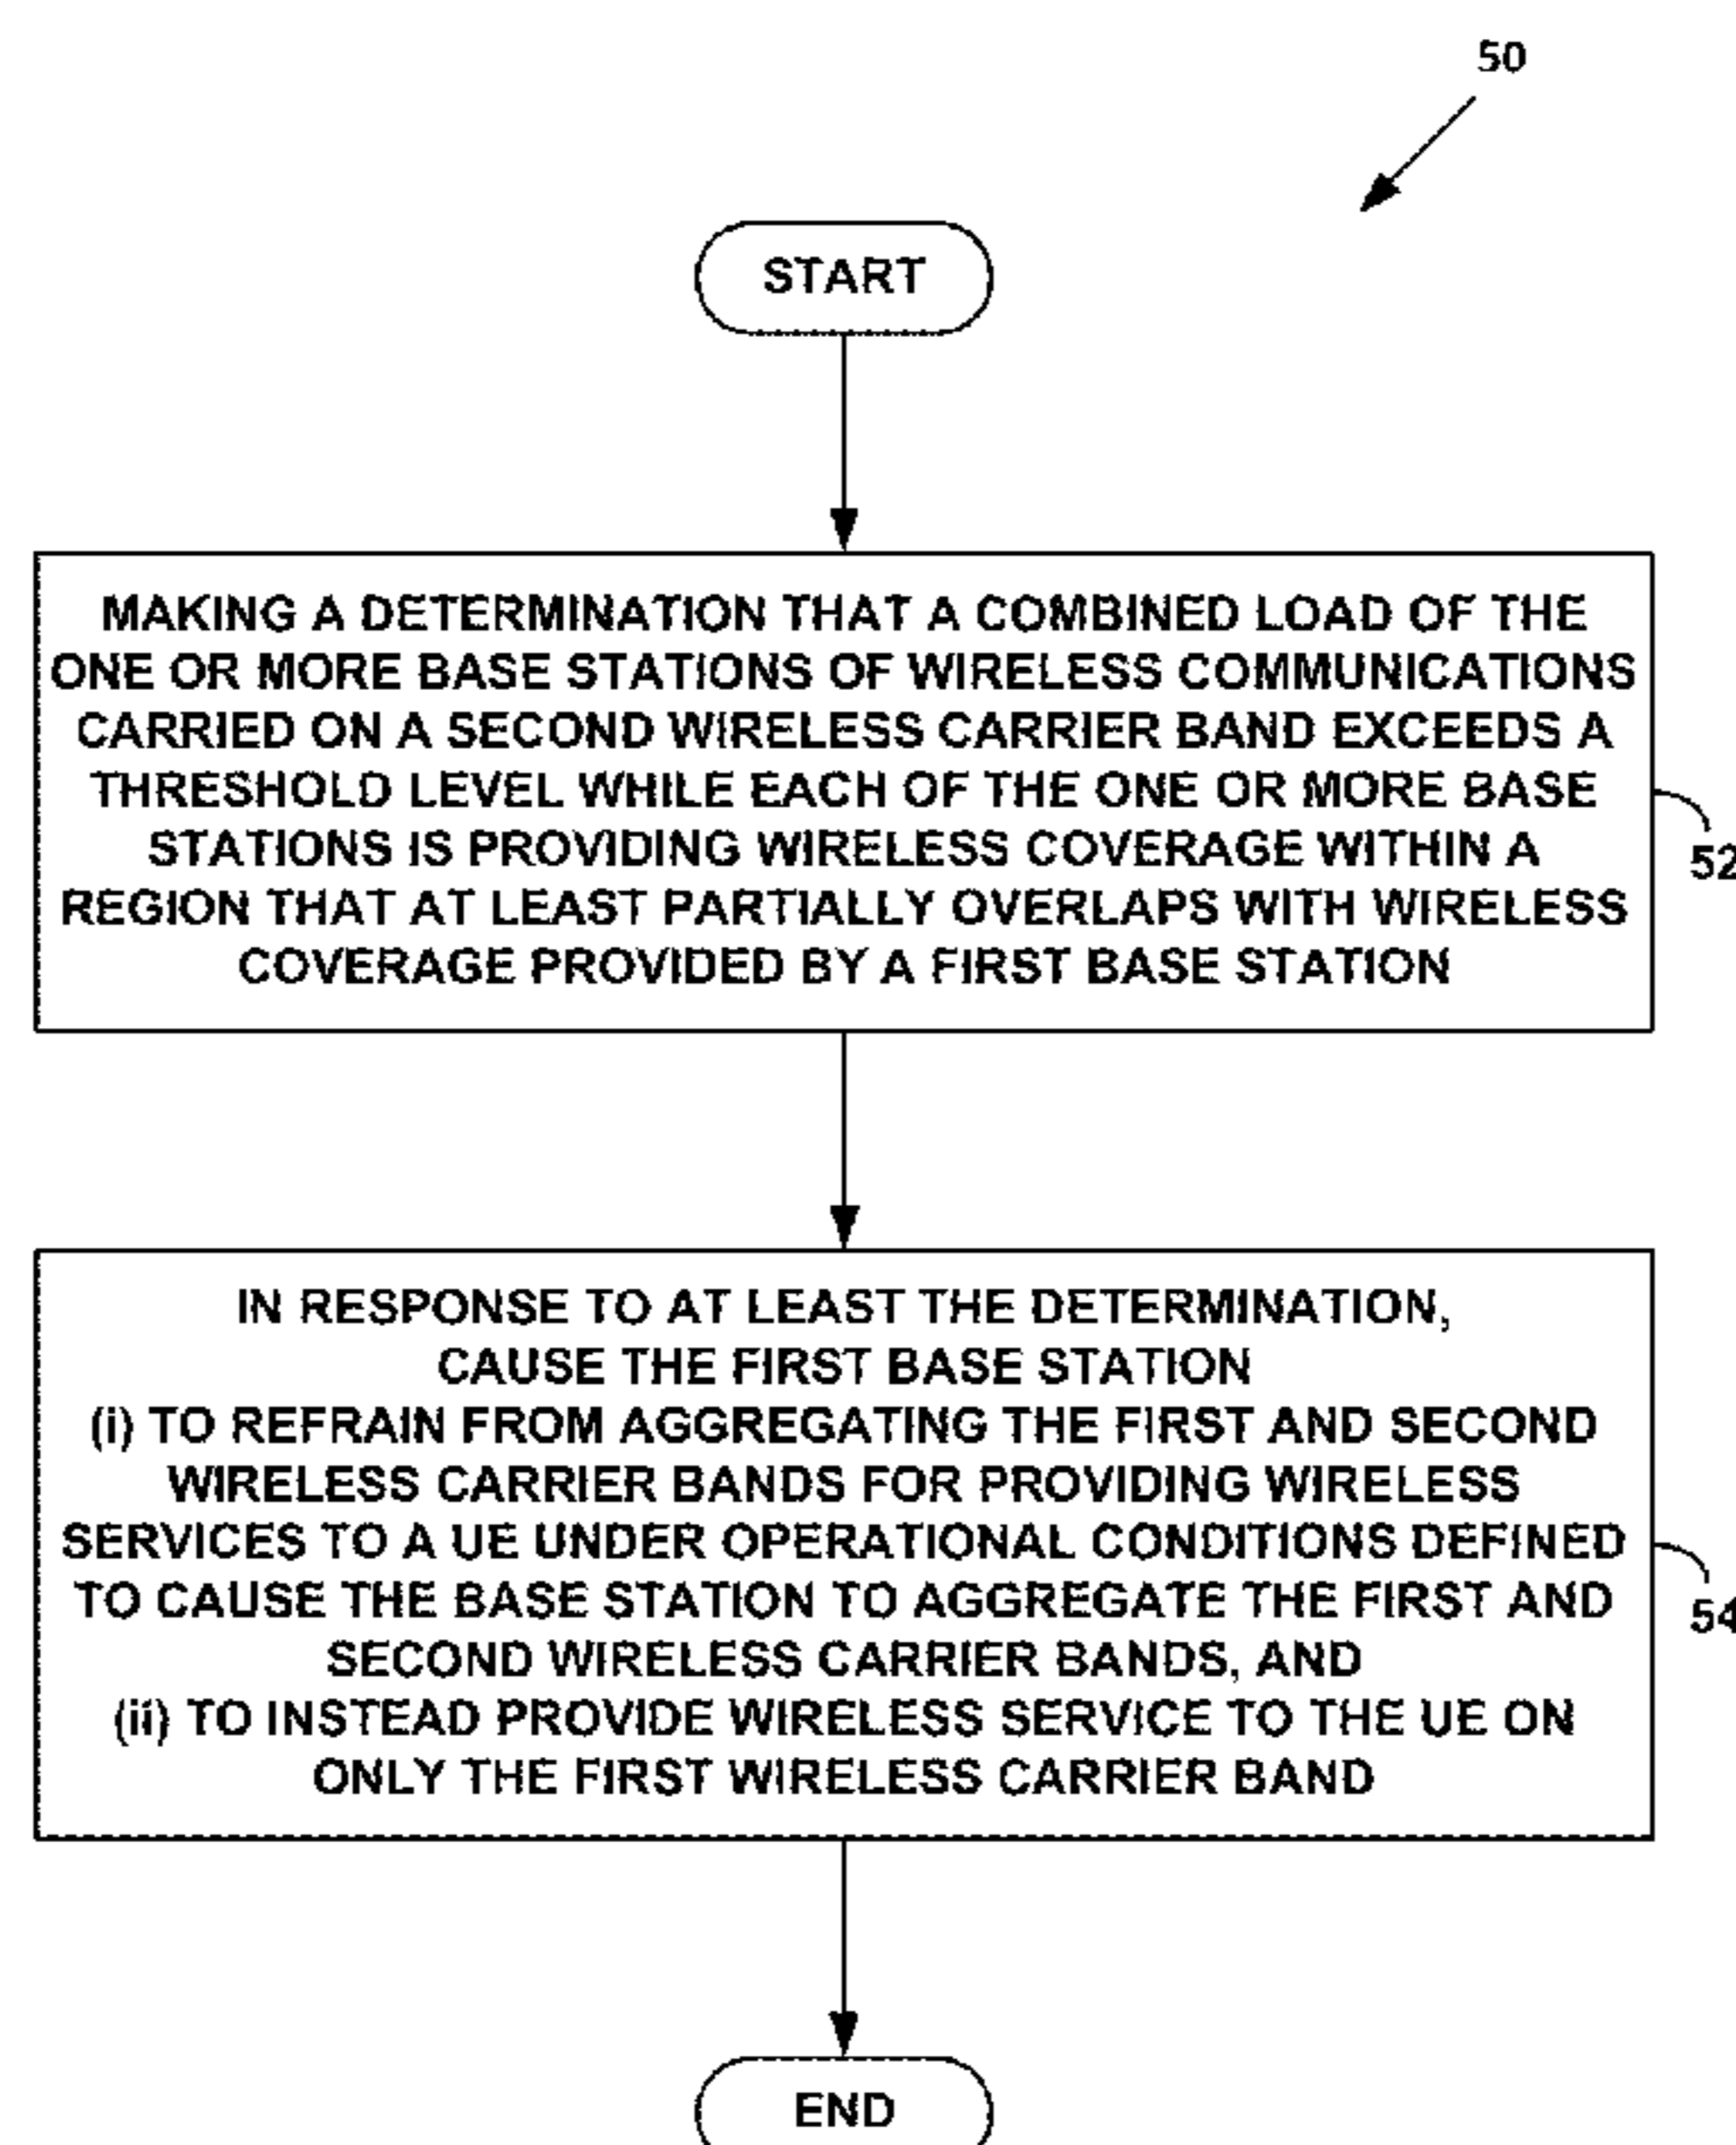 50
START
MAKING A DETERMINATION THAT A COMBINED LOAD OF THE
ONE OR MORE BASE STATIONS OF WIRELESS COMMUNICATIONS
CARRIED ON A SECOND WIRELESS CARRIER BAND EXCEEDS A
THRESHOLD LEVEL WHILE EACH OF THE ONE OR MORE BASE
STATIONS IS PROVIDING WIRELESS COVERAGE WITHIN A
REGION THAT AT LEAST PARTIALLY OVERLAPS WITH WIRELESS
COVERAGE PROVIDED BY A FIRST BASE STATION
52
IN RESPONSE TO AT LEAST THE DETERMINATION,
CAUSE THE FIRST BASE STATION
(i) TO REFRAIN FROM AGGREGATING THE FIRST AND SECOND
WIRELESS CARRIER BANDS FOR PROVIDING WIRELESS
SERVICES TO A UE UNDER OPERATIONAL CONDITIONS DEFINED
TO CAUSE THE BASE STATION TO AGGREGATE THE FIRST AND
SECOND WIRELESS CARRIER BANDS, AND
(ii) TO INSTEAD PROVIDE WIRELESS SERVICE TO THE UE ON
ONLY THE FIRST WIRELESS CARRIER BAND
54
END